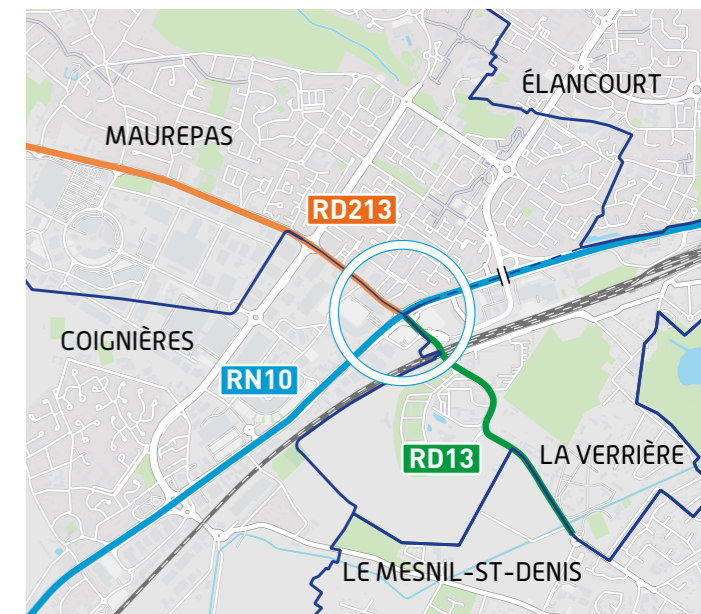 ÉLANCOURT
MAUREPAS
RD213
COIGNIÈRES
RN10
RD13
LA VERRIÈRE
LE MESNIL-ST-DENIS